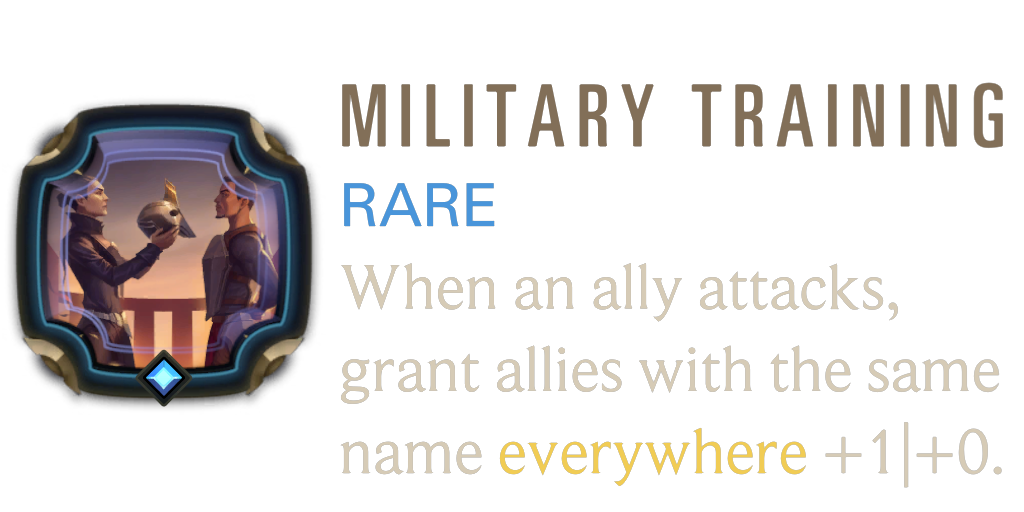 MILITARY TRAINING
RARE
When an ally attacks,
grant allies with the same
name everywhere +1|+0.